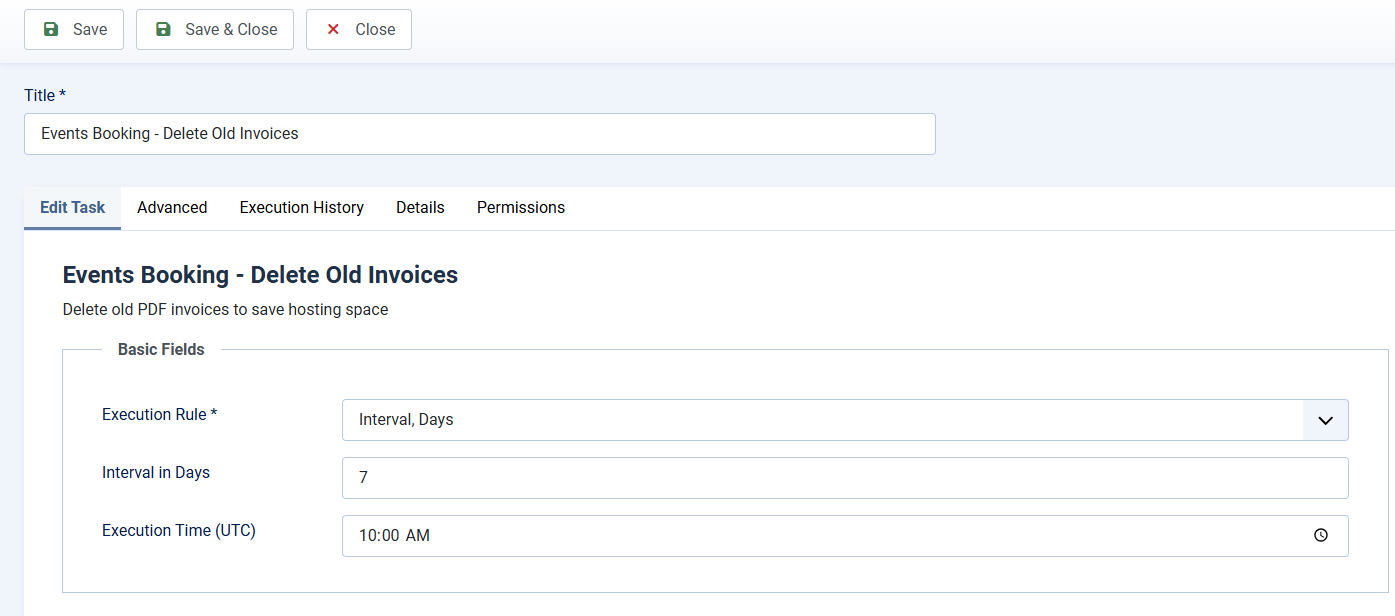 Save Save & Close Close
Title *
Events Booking - Delete Old Invoices
Edit Task Advanced Execution History Details Permissions
Events Booking - Delete Old Invoices
Delete old PDF invoices to save hosting space
Basic Fields
Execution Rule * Interval, Days
Interval in Days 7
Execution Time (UTC) 10:00 AM